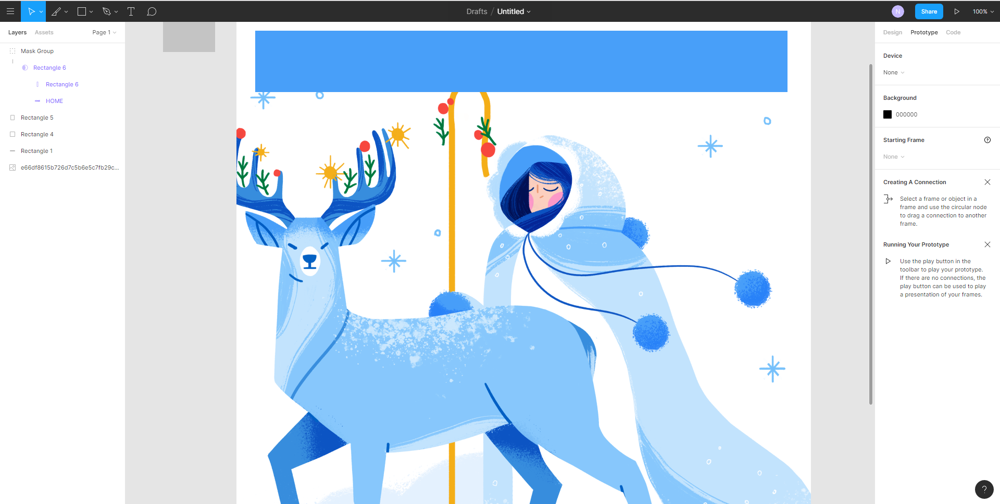 Drafts / Untitled
N
Share
100%
Layers
Assets
Page 1
Mask Group
Rectangle 6
Rectangle 6
HOME
Rectangle 5
Rectangle 4
Rectangle 1
e66df8615b726d7c5b6e5c7fb29c...
Design
Prototype
Code
Device
None
Background
000000
Starting Frame
?
None
Creating A Connection
Select a frame or object in a
frame and use the circular node
to drag a connection to another
frame.
Running Your Prototype
Use the play button in the
toolbar to play your prototype.
If there are no connections, the
play button can be used to play
a presentation of your frames.
?